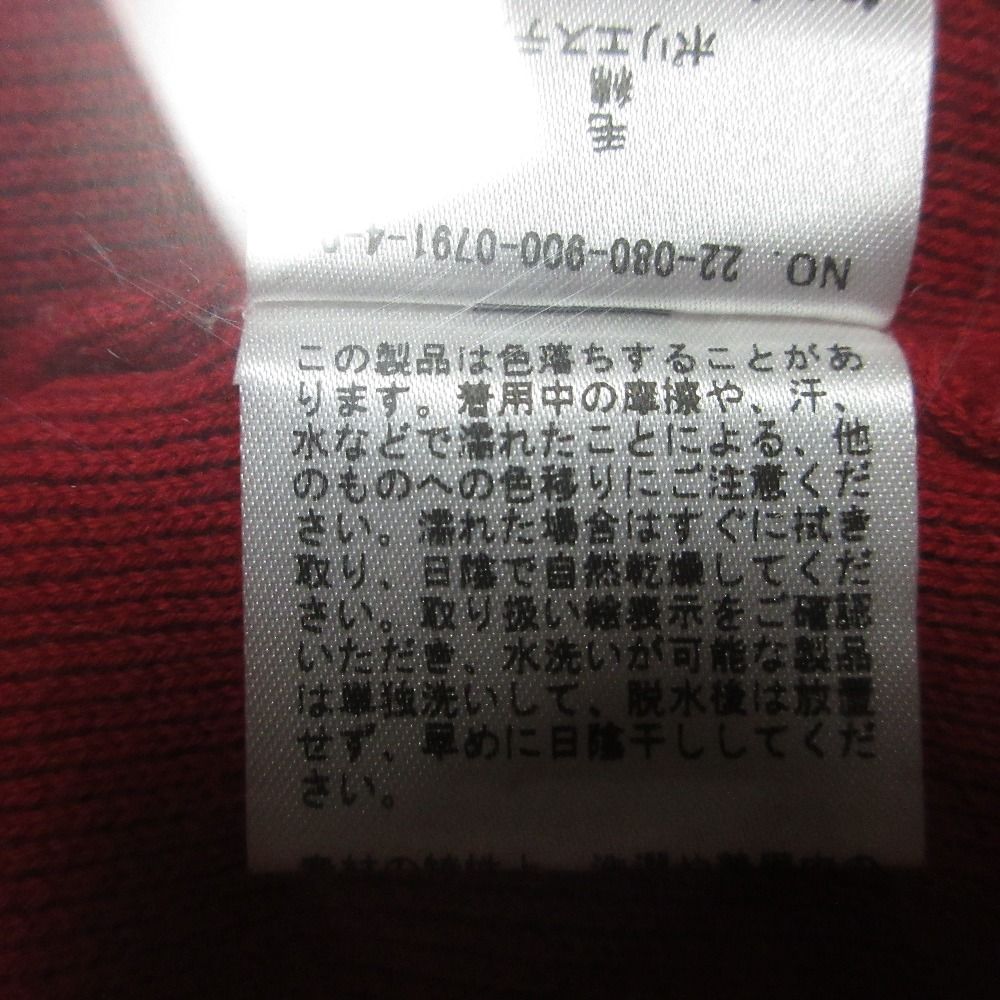 ポリエステ
綿
毛
NO. 22-080-900-0791-4-
この製品は色落ちすることがあ
ります。着用中の摩擦や、汗、
水などで濡れたことによる、他
のものへの色移りにご注意くだ
さい。濡れた場合はすぐに拭き
取り、日陰で自然乾燥してくだ
さい。取り扱い絵表示をご確認
いただき、水洗いが可能な製品
は単独洗いして、脱水後は放置
せず、早めに日陰干ししてくだ
さい。